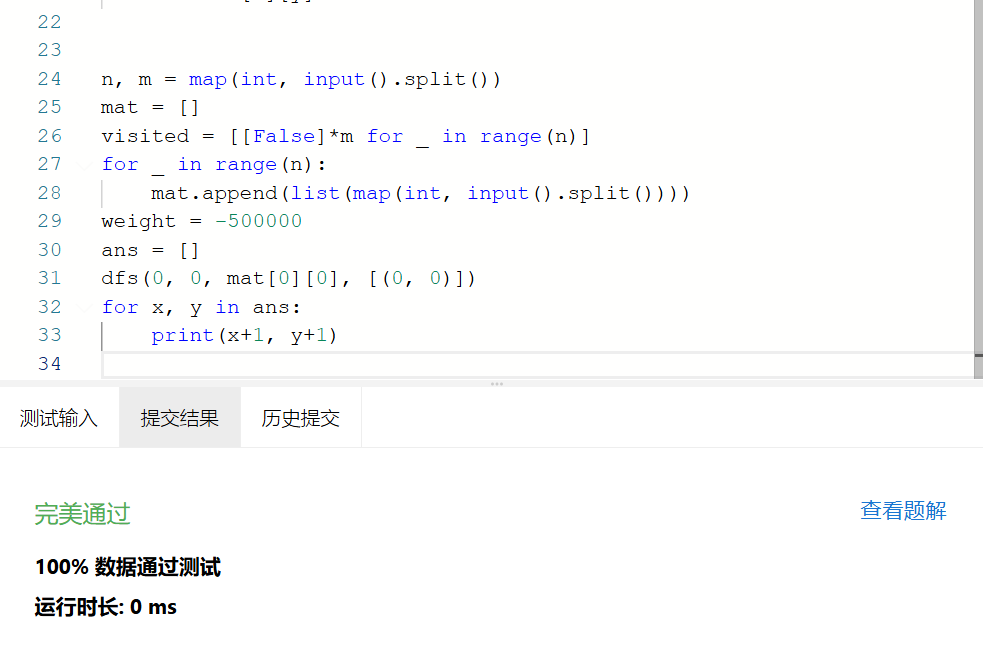 22
23
24 n, m = map(int, input().split())
25 mat = []
26 visited = [[False]*m for _ in range(n)]
27 for _ in range(n):
28     mat.append(list(map(int, input().split())))
29 weight = -500000
30 ans = []
31 dfs(0, 0, mat[0][0], [(0, 0)])
32 for x, y in ans:
33     print(x+1, y+1)
34
测试输入 提交结果 历史提交
完美通过 查看题解
100% 数据通过测试
运行时长: 0 ms